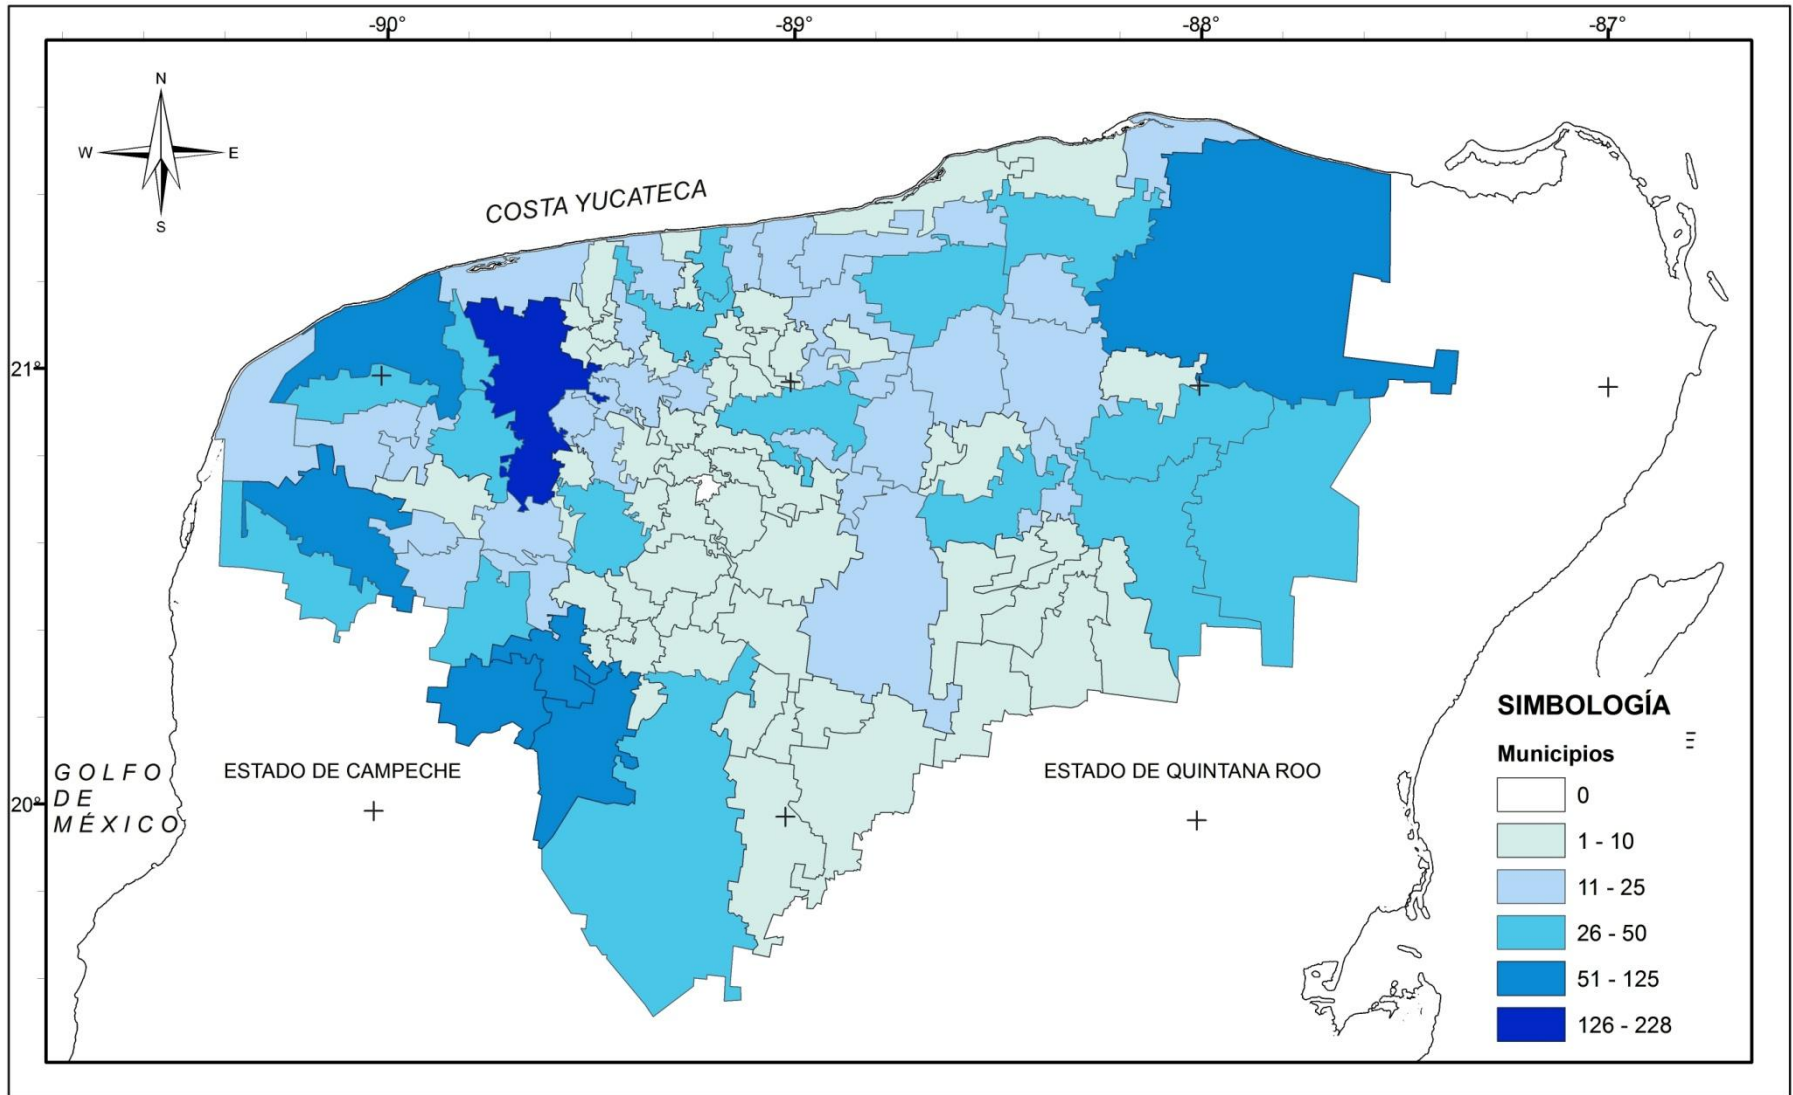 -90° -89° -88° -87°
N
W E
S
COSTA YUCATECA
21°
SIMBOLOGÍA
Municipios
GOLFO
DE
MÉXICO
ESTADO DE CAMPECHE
ESTADO DE QUINTANA ROO
20°
0
1 - 10
11 - 25
26 - 50
51 - 125
126 - 228